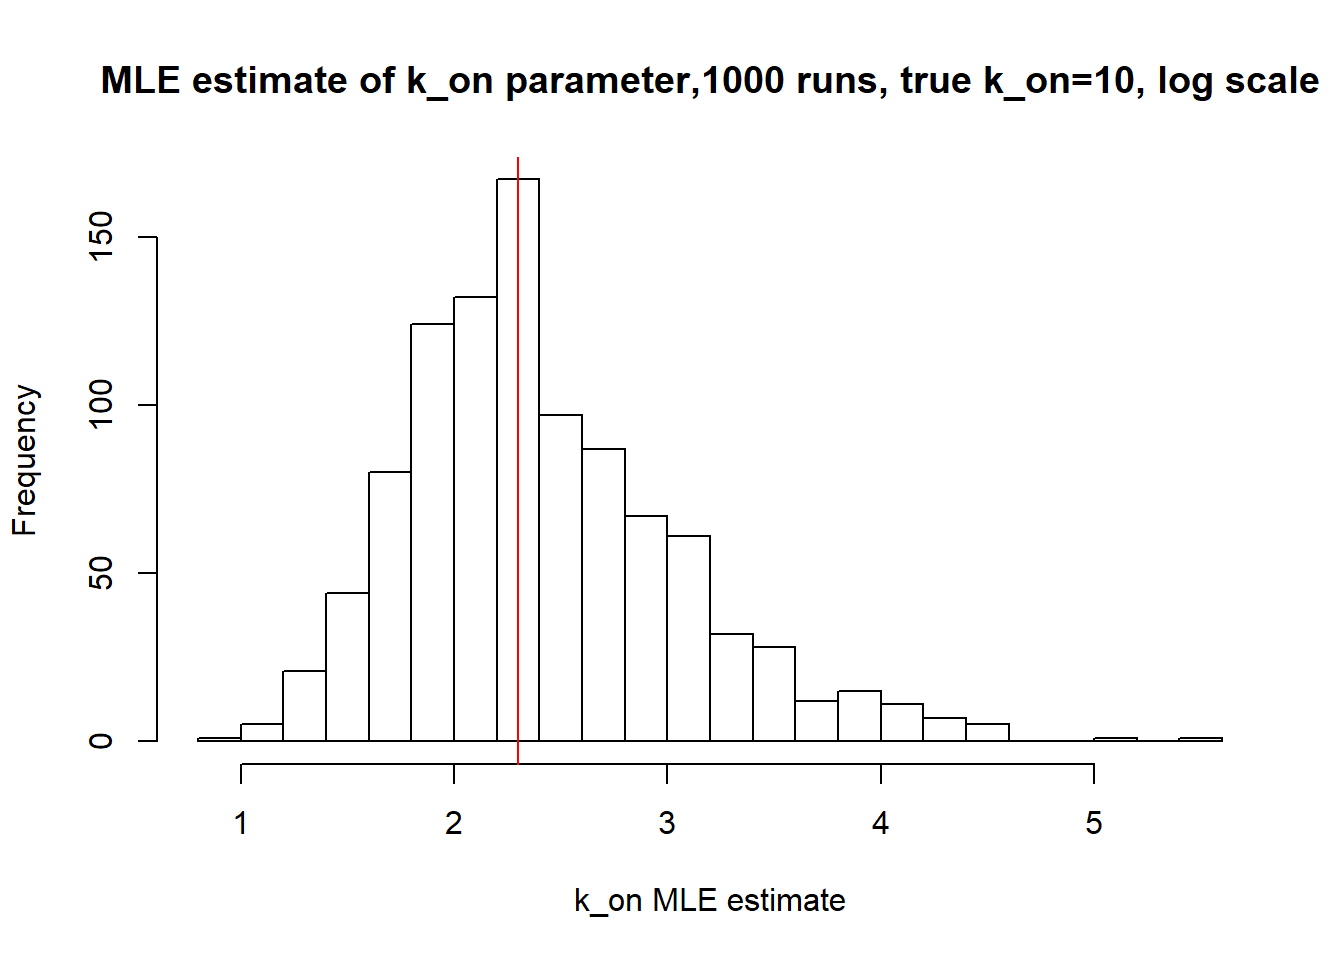 MLE estimate of k_on parameter,1000 runs, true k_on=10, log scale
Frequency
150
100
50
0
1 2 3 4 5
k_on MLE estimate